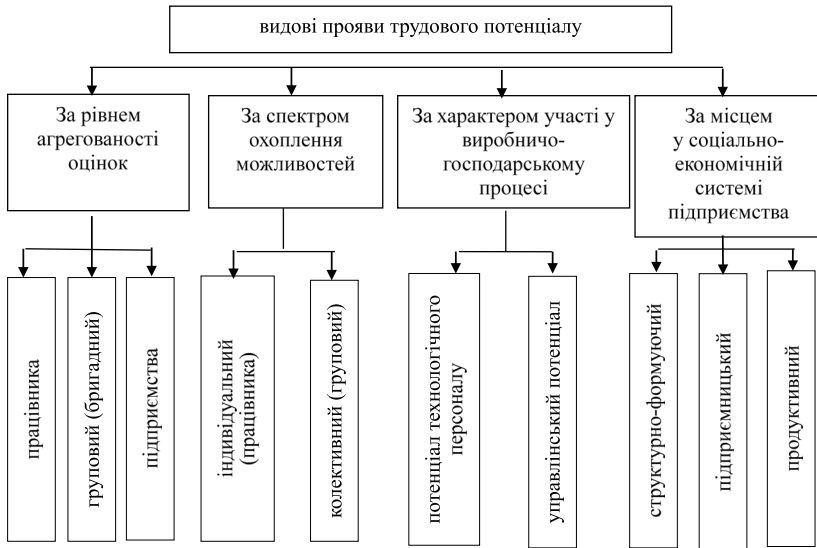 видові прояви трудового потенціалу
За рівнем
агрегованості
оцінок
За спектром
охоплення
можливостей
За характером участі у
виробничо-
господарському
процесі
За місцем
у соціально-
економічній
системі
підприємства
працівника
груповий (бригадний)
підприємства
індивідуальний
(працівника)
колективний (груповий)
потенціал технологічного
персоналу
управлінський потенціал
структурно-формуючий
підприємницький
продуктивний